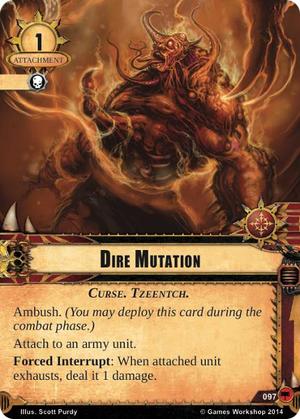 1
ATTACHMENT
DIRE MUTATION
Curse. Tzeentch.
Ambush. (You may deploy this card during the
combat phase.)
Attach to an army unit.
Forced Interrupt: When attached unit
exhausts, deal it 1 damage.
097
Illus. Scott Purdy
© Games Workshop 2014